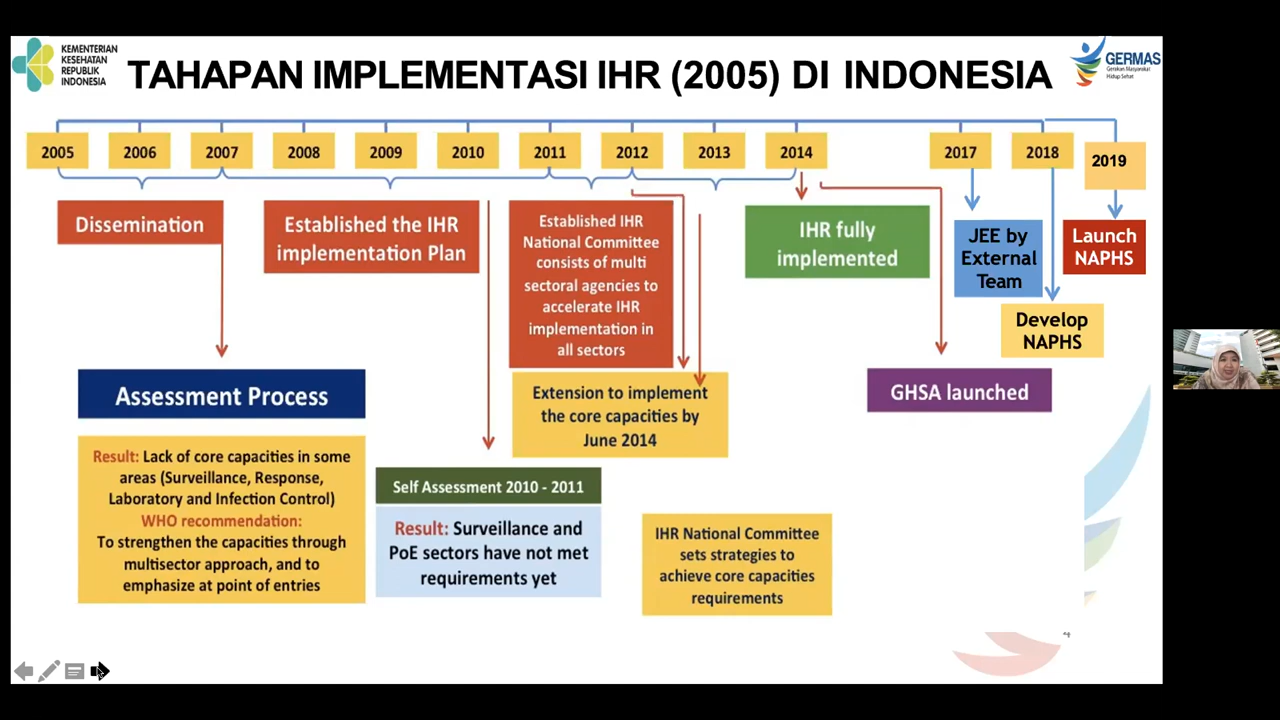 KEMENTERIAN
KESEHATAN
REPUBLIK
INDONESIA
TAHAPAN IMPLEMENTASI IHR (2005) DI INDONESIA
GERMAS
Gerakan Masyarakat
Hidup Sehat
2005
2006
2007
2008
2009
2010
2011
2012
2013
2014
2017
2018
2019
Dissemination
Established the IHR
implementation Plan
Established IHR
National Committee
consists of multi
sectoral agencies to
accelerate IHR
implementation in
all sectors
IHR fully
implemented
JEE by
External
Team
Launch
NAPHS
Develop
NAPHS
Assessment Process
Extension to implement
the core capacities by
June 2014
GHSA launched
Result: Lack of core capacities in some
areas (Surveillance, Response,
Laboratory and Infection Control)
WHO recommendation:
To strengthen the capacities through
multisector approach, and to
emphasize at point of entries
Self Assessment 2010 - 2011
Result: Surveillance and
PoE sectors have not met
requirements yet
IHR National Committee
sets strategies to
achieve core capacities
requirements
4